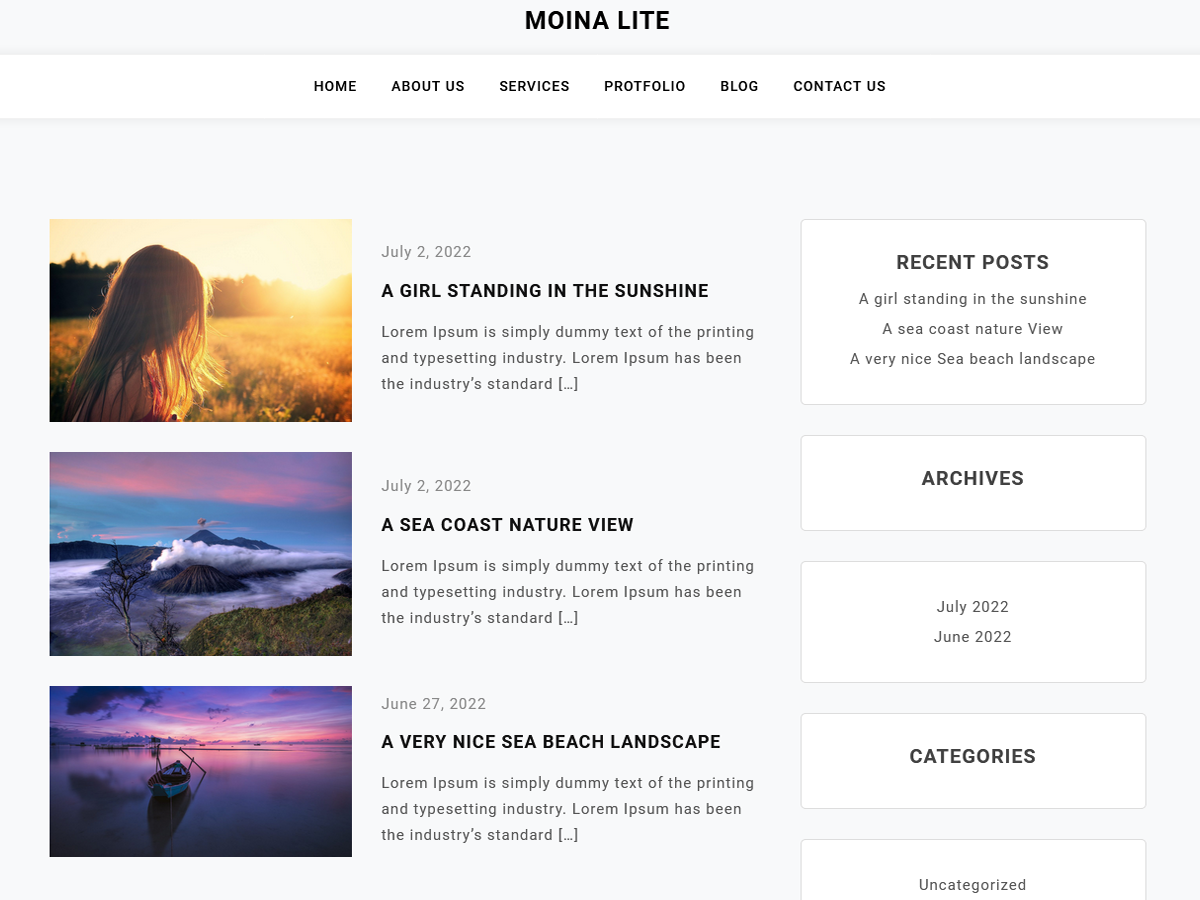 MOINA LITE
HOME ABOUT US SERVICES PROTFOLIO BLOG CONTACT US
July 2, 2022
A GIRL STANDING IN THE SUNSHINE
Lorem Ipsum is simply dummy text of the printing
and typesetting industry. Lorem Ipsum has been
the industry’s standard […]
July 2, 2022
A SEA COAST NATURE VIEW
Lorem Ipsum is simply dummy text of the printing
and typesetting industry. Lorem Ipsum has been
the industry’s standard […]
June 27, 2022
A VERY NICE SEA BEACH LANDSCAPE
Lorem Ipsum is simply dummy text of the printing
and typesetting industry. Lorem Ipsum has been
the industry’s standard […]
RECENT POSTS
A girl standing in the sunshine
A sea coast nature View
A very nice Sea beach landscape
ARCHIVES
July 2022
June 2022
CATEGORIES
Uncategorized